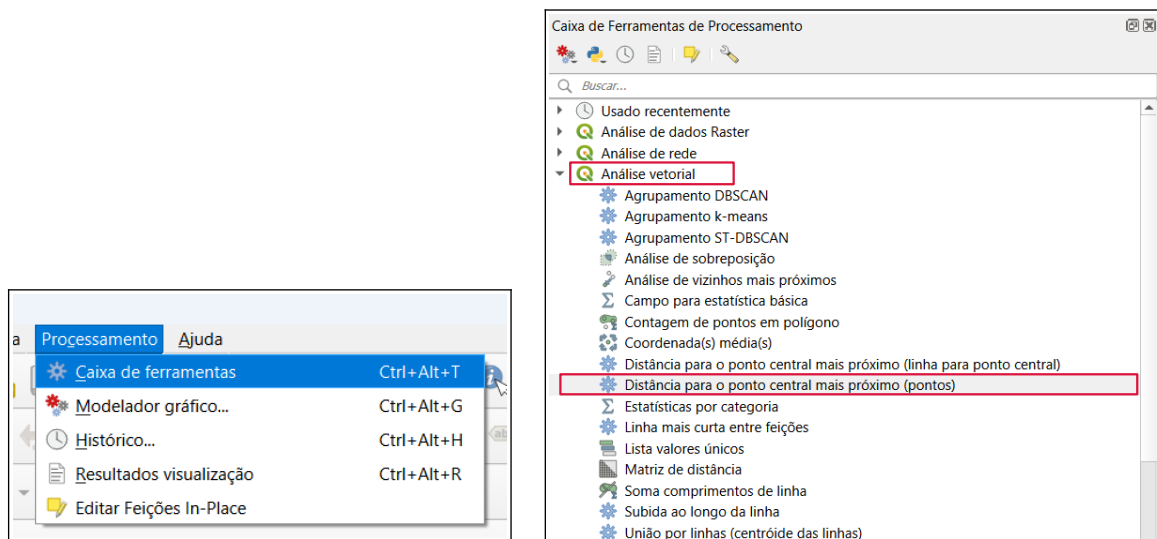 a Processamento Ajuda
Caixa de ferramentas Ctrl+Alt+T
Modelador gráfico... Ctrl+Alt+G
Histórico... Ctrl+Alt+H
Resultados visualização Ctrl+Alt+R
Editar Feições In-Place
Caixa de Ferramentas de Processamento
Buscar...
Usado recentemente
Análise de dados Raster
Análise de rede
Análise vetorial
Agrupamento DBSCAN
Agrupamento k-means
Agrupamento ST-DBSCAN
Análise de sobreposição
Análise de vizinhos mais próximos
Campo para estatística básica
Contagem de pontos em polígono
Coordenada(s) média(s)
Distância para o ponto central mais próximo (linha para ponto central)
Distância para o ponto central mais próximo (pontos)
Estatísticas por categoria
Linha mais curta entre feições
Lista valores únicos
Matriz de distância
Soma comprimentos de linha
Subida ao longo da linha
União por linhas (centróide das linhas)